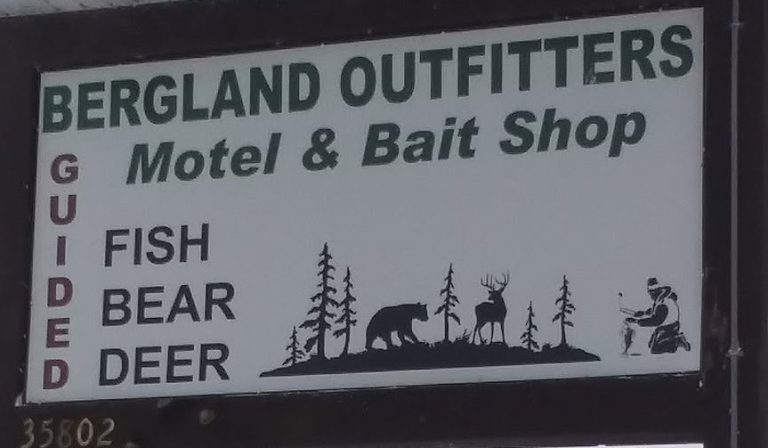 BERGLAND OUTFITTERS
Motel & Bait Shop
GUIDED
FISH
BEAR
DEER
35802